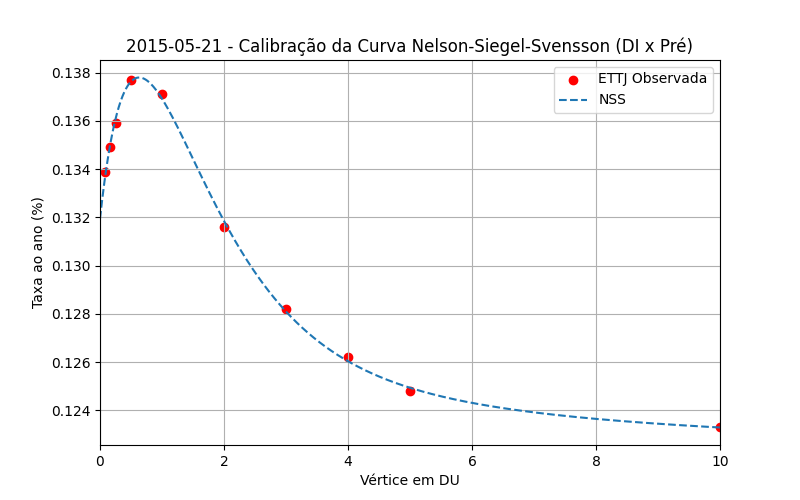 2015-05-21 - Calibração da Curva Nelson-Siegel-Svensson (DI x Pré)
ETTJ Observada
NSS
Taxa ao ano (%)
0.138
0.136
0.134
0.132
0.130
0.128
0.126
0.124
0 2 4 6 8 10
Vértice em DU